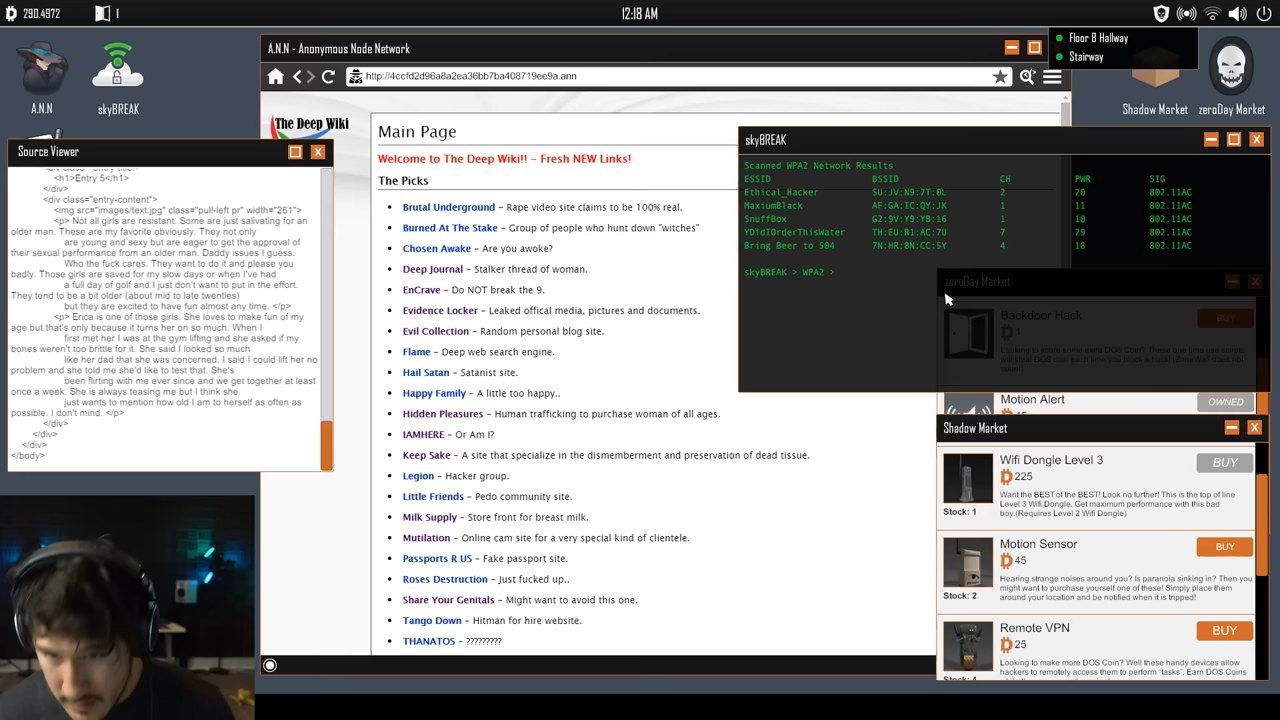 290.4972
1
12:18 AM
Floor 8 Hallway
Stairway
A.N.N
skyBREAK
Shadow Market
zeroDay Market
A.N.N - Anonymous Node Network
http://4ccfd2d96a8a2ea36bb7ba408719ee9a.ann
The Deep Wiki
Main Page
Welcome to The Deep Wiki!! – Fresh NEW Links!
The Picks
Brutal Underground – Rape video site claims to be 100% real.
Burned At The Stake – Group of people who hunt down "witches"
Chosen Awake – Are you awoke?
Deep Journal – Stalker thread of woman.
EnCrave – Do NOT break the 9.
Evidence Locker – Leaked offical media, pictures and documents.
Evil Collection – Random personal blog site.
Flame – Deep web search engine.
Hail Satan – Satanist site.
Happy Family – A little too happy..
Hidden Pleasures – Human trafficking to purchase woman of all ages.
IAMHERE – Or Am I?
Keep Sake – A site that specialize in the dismemberment and preservation of dead tissue.
Legion – Hacker group.
Little Friends – Pedo community site.
Milk Supply – Store front for breast milk.
Mutilation – Online cam site for a very special kind of clientele.
Passports R US – Fake passport site.
Roses Destruction – Just fucked up..
Share Your Genitals – Might want to avoid this one.
Tango Down – Hitman for hire website.
THANATOS – ?????????
Source Viewer
<h1>Entry 5</h1>
</div>
<div class="entry-content">
<img src="images/text.jpg" class="pull-left pr" width="261">
<p> Not all girls are resistant. Some are just salivating for an
older man. These are my favorite obviously. They not only
are young and sexy but are eager to get the approval of
their sexual performance from an older man. Daddy issues I guess.
Who the fuck cares. They want to do it and please you
badly. Those girls are saved for my slow days or when I've had
a full day of golf and I just don't want to put in the effort.
They tend to be a bit older (about mid to late twenties)
but they are excited to have fun almost any time. </p>
<p> Erica is one of those girls. She loves to make fun of my
age but that's only because it turns her on so much. When I
first met her I was at the gym lifting and she asked if my
bones weren't too brittle for it. She said I looked so much
like her dad that she was concerned. I said I could lift her no
problem and she told me she'd like to test that. She's
been flirting with me ever since and we get together at least
once a week. She is always teasing me but I think she
just wants to mention how old I am to herself as often as
possible. I don't mind. </p>
</div>
</div>
</div>
</body>
skyBREAK
Scanned WPA2 Network Results
ESSID BSSID CH PWR SIG
Ethical_Hacker SU:JV:N9:7T:0L 2 20 802.11AC
MaxiumBlack AF:GA:IC:QY:JK 1 11 802.11AC
SnuffBox G2:9V:Y9:YB:16 1 10 802.11AC
YDidIOrderThisWater TH:EU:R1:AC:7U 7 29 802.11AC
Bring Beer to 504 7N:HR:8N:CC:5Y 4 18 802.11AC
skyBREAK > WPA2 >
zeroDay Market
Backdoor Hack
1
BUY
Motion Alert
OWNED
Shadow Market
Wifi Dongle Level 3
225
BUY
Want the BEST of the BEST! Look no further! This is the top of line
Level 3 Wifi Dongle. Get maximum performance with this bad
boy.(Requires Level 2 Wifi Dongle)
Stock: 1
Motion Sensor
45
BUY
Hearing strange noises around you? Is paranoia sinking in? Then you
might want to purchase yourself one of these! Simply place them
around your location and be notified when it is tripped!
Stock: 2
Remote VPN
25
BUY
Looking to make more DOS Coin? Well these handy devices allow
hackers to remotely access them to perform "tasks". Earn DOS Coins